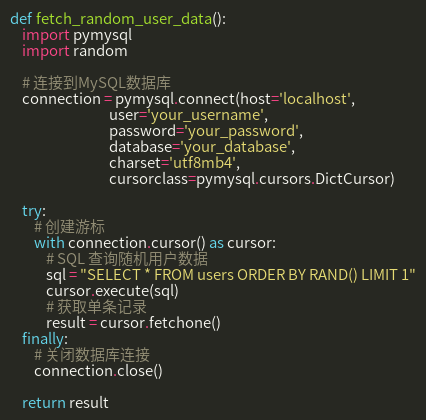 def fetch_random_user_data():
    import pymysql
    import random

    # 连接到MySQL数据库
    connection = pymysql.connect(host='localhost',
                                 user='your_username',
                                 password='your_password',
                                 database='your_database',
                                 charset='utf8mb4',
                                 cursorclass=pymysql.cursors.DictCursor)

    try:
        # 创建游标
        with connection.cursor() as cursor:
            # SQL 查询随机用户数据
            sql = "SELECT * FROM users ORDER BY RAND() LIMIT 1"
            cursor.execute(sql)
            # 获取单条记录
            result = cursor.fetchone()
    finally:
        # 关闭数据库连接
        connection.close()

    return result